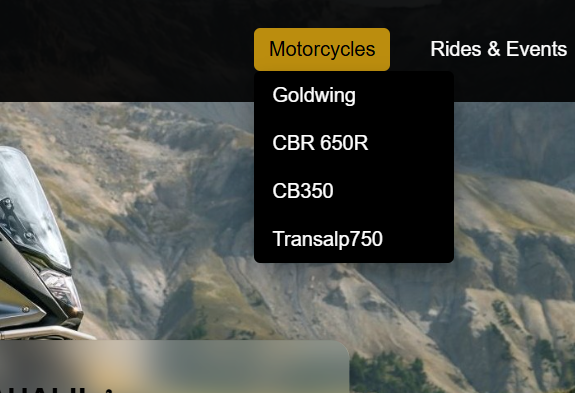 Motorcycles
Rides & Events
Goldwing
CBR 650R
CB350
Transalp750